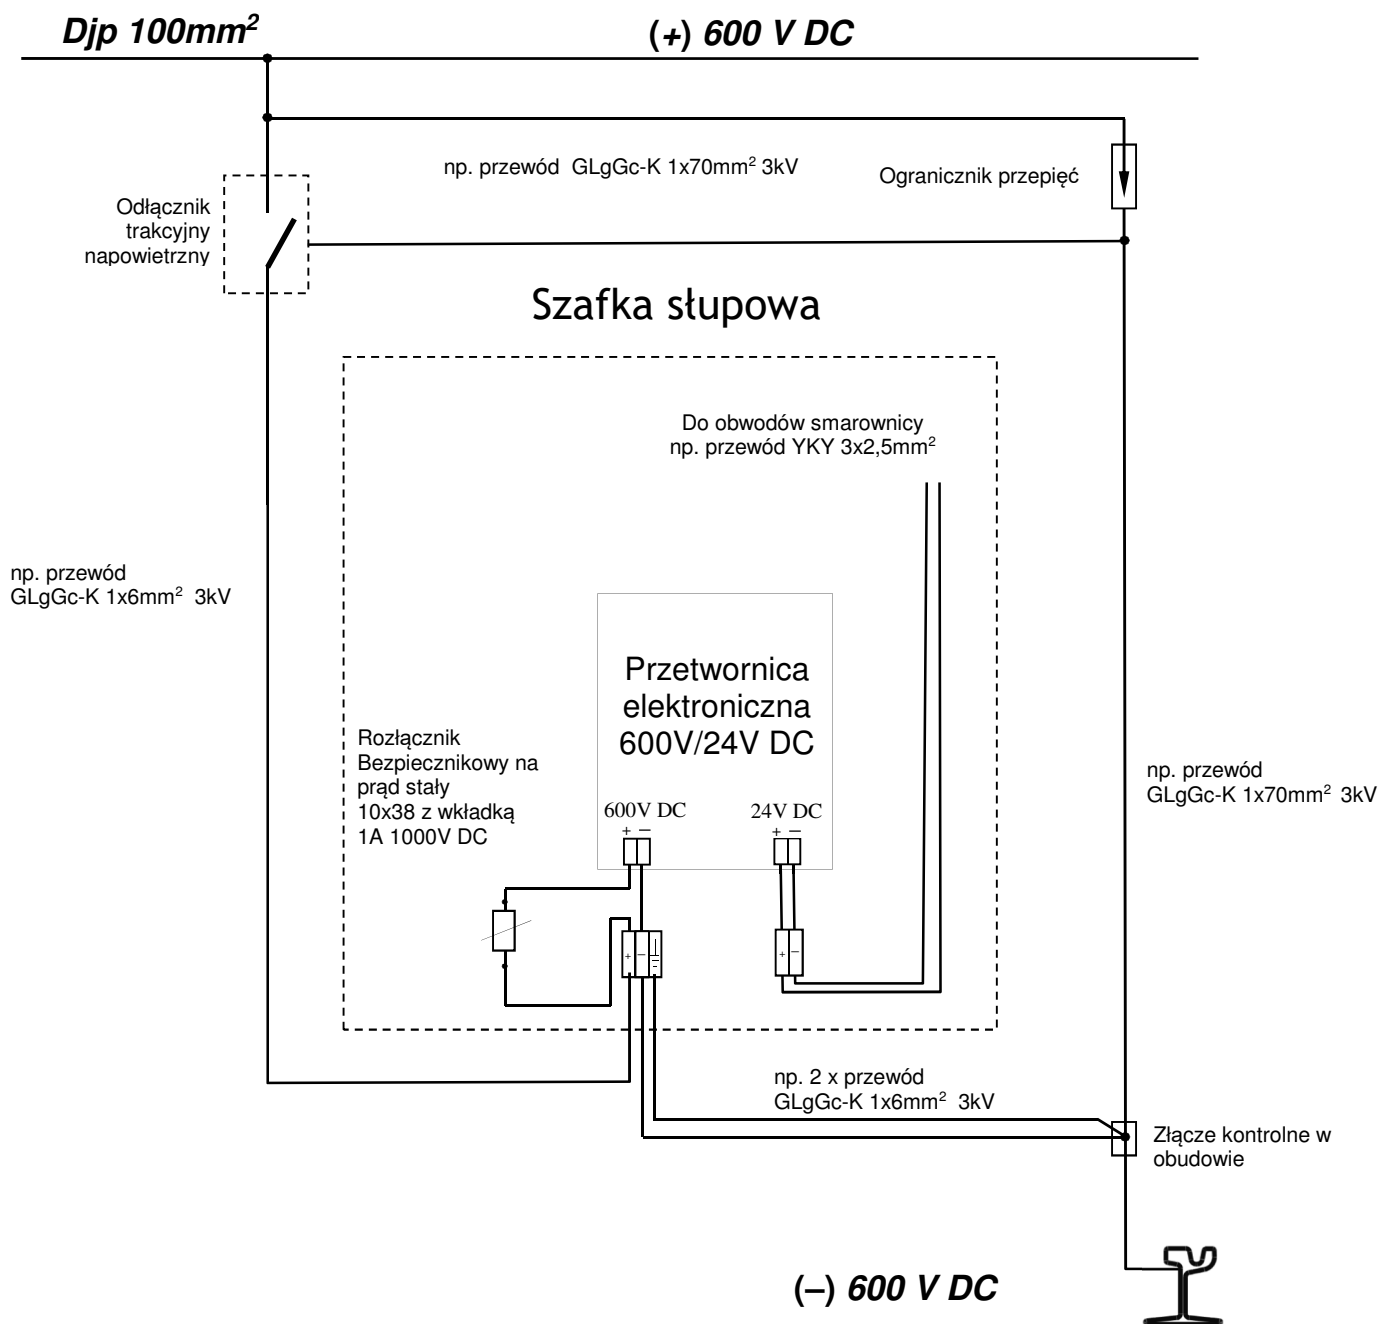 Djp 100mm²
(+) 600 V DC
np. przewód GLgGc-K 1x70mm² 3kV
Ogranicznik przepięć
Odłącznik
trakcyjny
napowietrzny
Szafka słupowa
Do obwodów smarownicy
np. przewód YKY 3x2,5mm²
np. przewód
GLgGc-K 1x6mm² 3kV
Przetwornica
elektroniczna
600V/24V DC
Rozłącznik
Bezpiecznikowy na
prąd stały
10x38 z wkładką
1A 1000V DC
600V DC
+ –
24V DC
+ –
np. przewód
GLgGc-K 1x70mm² 3kV
+ –
+ –
np. 2 x przewód
GLgGc-K 1x6mm² 3kV
Złącze kontrolne w
obudowie
(–) 600 V DC